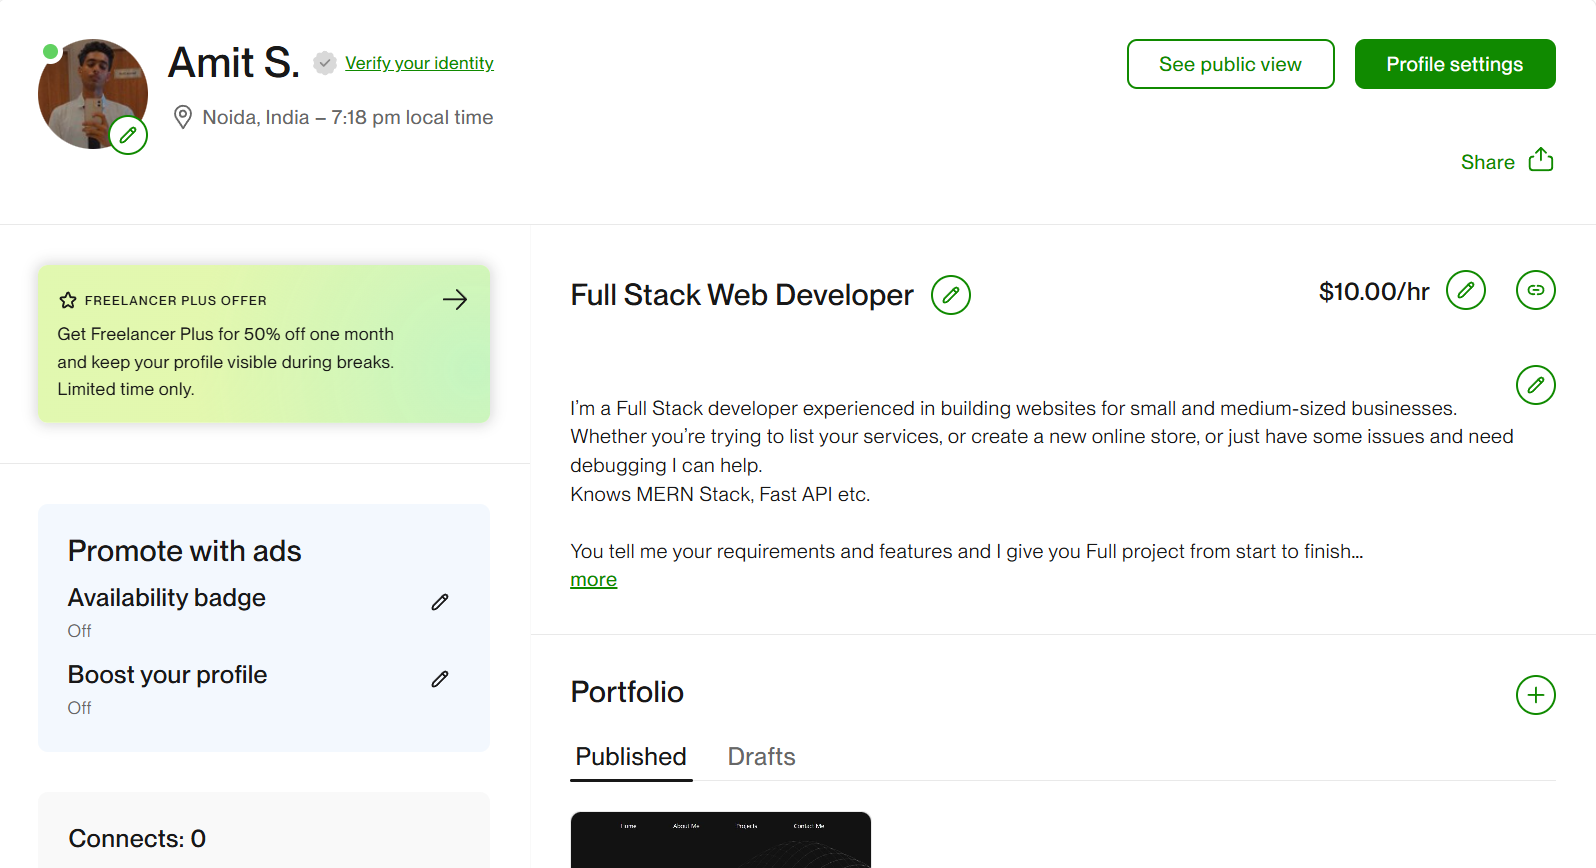 Amit S.
Verify your identity
Noida, India – 7:18 pm local time
See public view
Profile settings
Share
FREELANCER PLUS OFFER
Get Freelancer Plus for 50% off one month
and keep your profile visible during breaks.
Limited time only.
Promote with ads
Availability badge
Off
Boost your profile
Off
Connects: 0
Full Stack Web Developer
$10.00/hr
I’m a Full Stack developer experienced in building websites for small and medium-sized businesses.
Whether you’re trying to list your services, or create a new online store, or just have some issues and need
debugging I can help.
Knows MERN Stack, Fast API etc.
You tell me your requirements and features and I give you Full project from start to finish...
more
Portfolio
Published
Drafts
Home
About Me
Projects
Contact Me